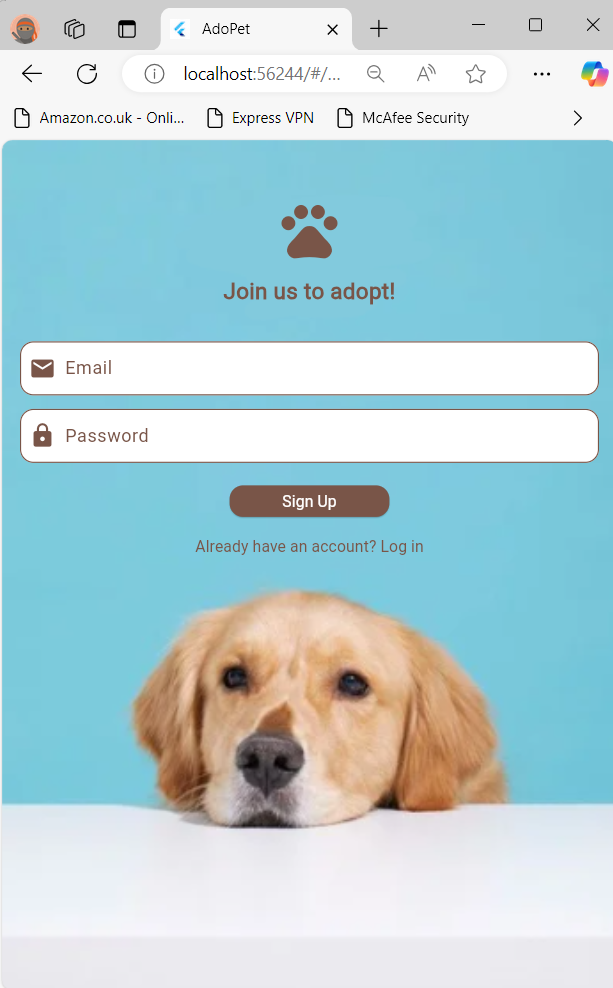 AdoPet
localhost:56244/#/...
Amazon.co.uk - Onli...
Express VPN
McAfee Security
Join us to adopt!
Email
Password
Sign Up
Already have an account? Log in